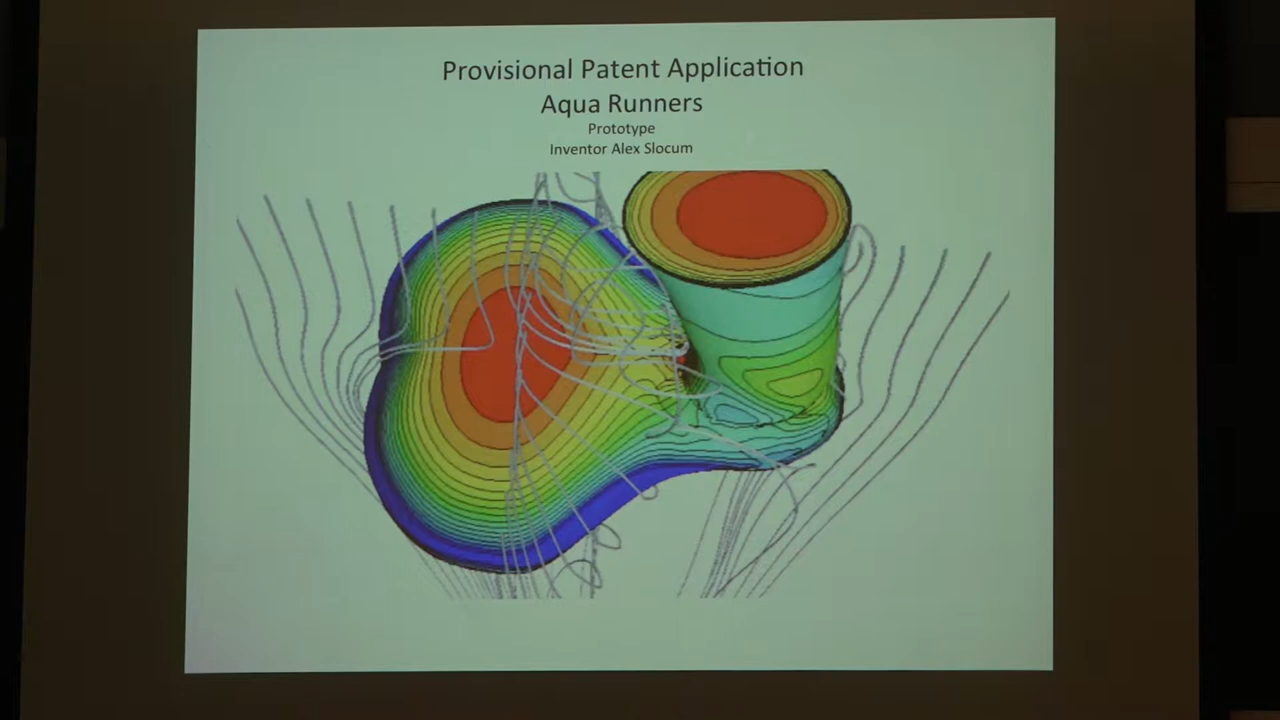 Provisional Patent Application
Aqua Runners
Prototype
Inventor Alex Slocum